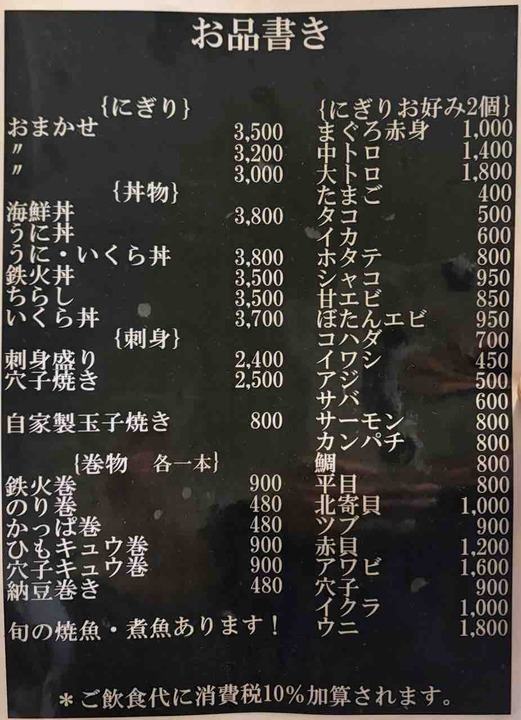 お品書き
{にぎり}
おまかせ 3,500
〃 3,200
〃 3,000
{丼物}
海鮮丼 3,800
うに丼
うに・いくら丼 3,800
鉄火丼 3,500
ちらし 3,500
いくら丼 3,700
{刺身}
刺身盛り 2,400
穴子焼き 2,500
自家製玉子焼き 800
{巻物 各一本}
鉄火巻 900
のり巻 480
かっぱ巻 480
ひもキュウ巻 900
穴子キュウ巻 900
納豆巻き 480
旬の焼魚・煮魚あります！
{にぎりお好み2個}
まぐろ赤身 1,000
中トロ 1,400
大トロ 1,800
たまご 400
タコ 500
イカ 600
ホタテ 800
シャコ 950
甘エビ 850
ぼたんエビ 950
コハダ 700
イワシ 450
アジ 500
サバ 600
サーモン 800
カンパチ 800
鯛 800
平目 800
北寄貝 1,000
ツブ 900
赤貝 1,200
アワビ 1,600
穴子 900
イクラ 1,000
ウニ 1,800
＊ご飲食代に消費税10％加算されます。